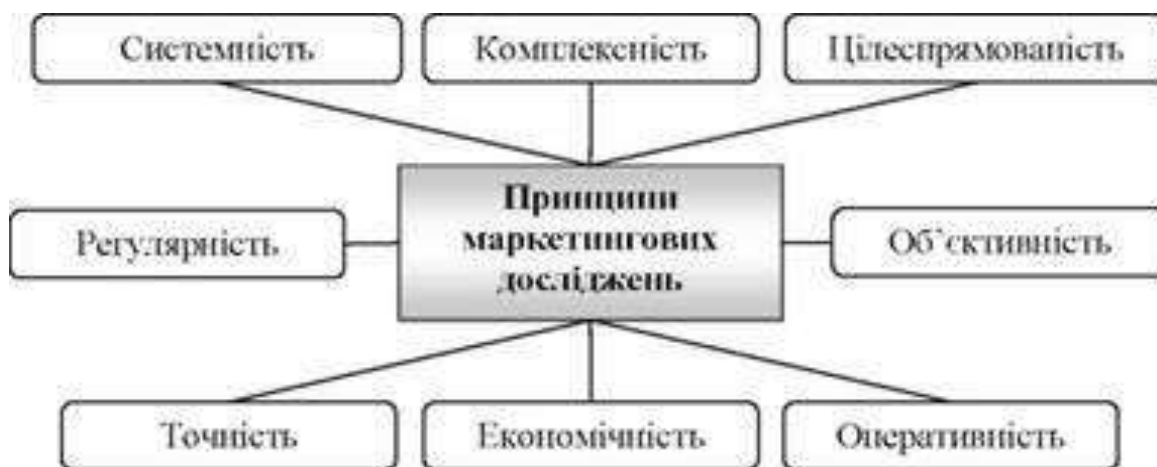 Системність
Комплексність
Цілеспрямованість
Принципи
маркетингових
досліджень
Регулярність
Об`єктивність
Точність
Економічність
Оперативність